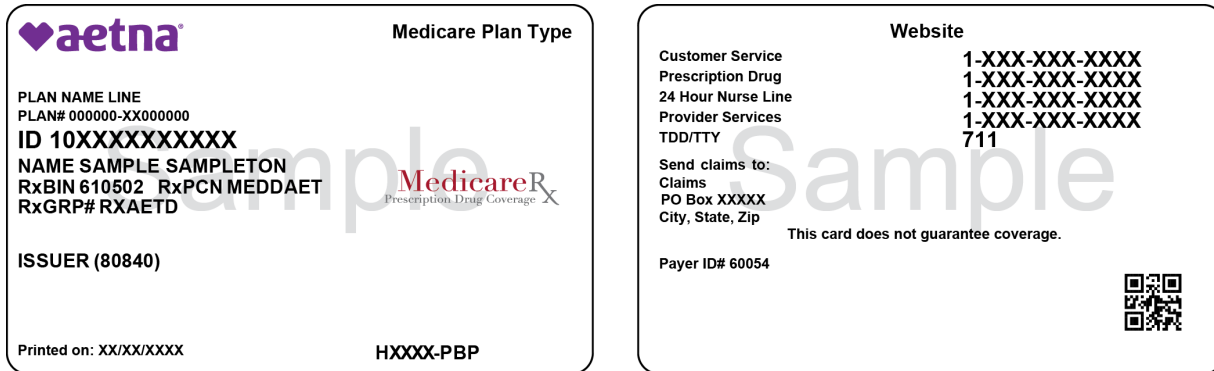 aetna®
Medicare Plan Type
PLAN NAME LINE
PLAN# 000000-XX000000
ID 10XXXXXXXXXX
NAME SAMPLE SAMPLETON
RxBIN 610502 RxPCN MEDDAET
RxGRP# RXAETD
MedicareRx
Prescription Drug Coverage
ISSUER (80840)
Printed on: XX/XX/XXXX
HXXXX-PBP
Sample
Website
Customer Service 1-XXX-XXX-XXXX
Prescription Drug 1-XXX-XXX-XXXX
24 Hour Nurse Line 1-XXX-XXX-XXXX
Provider Services 1-XXX-XXX-XXXX
TDD/TTY 711
Send claims to:
Claims
PO Box XXXXX
City, State, Zip
This card does not guarantee coverage.
Payer ID# 60054
Sample